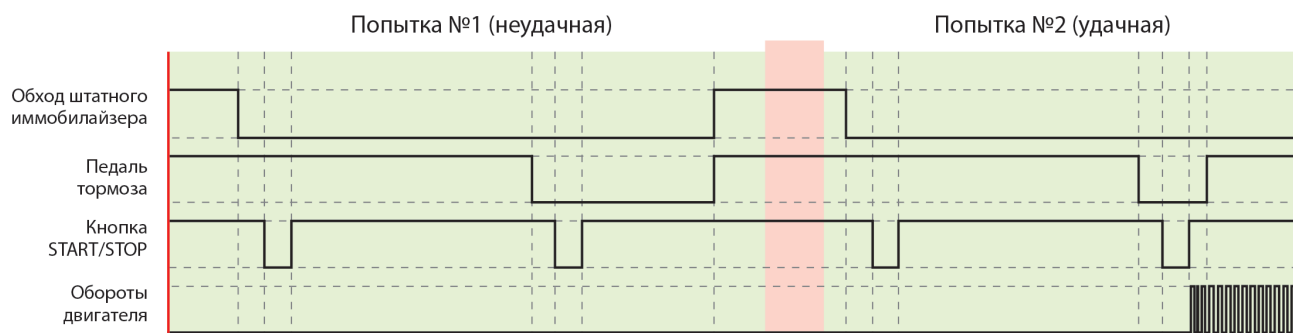 Попытка №1 (неудачная)
Попытка №2 (удачная)
Обход штатного
иммобилайзера
Педаль
тормоза
Кнопка
START/STOP
Обороты
двигателя